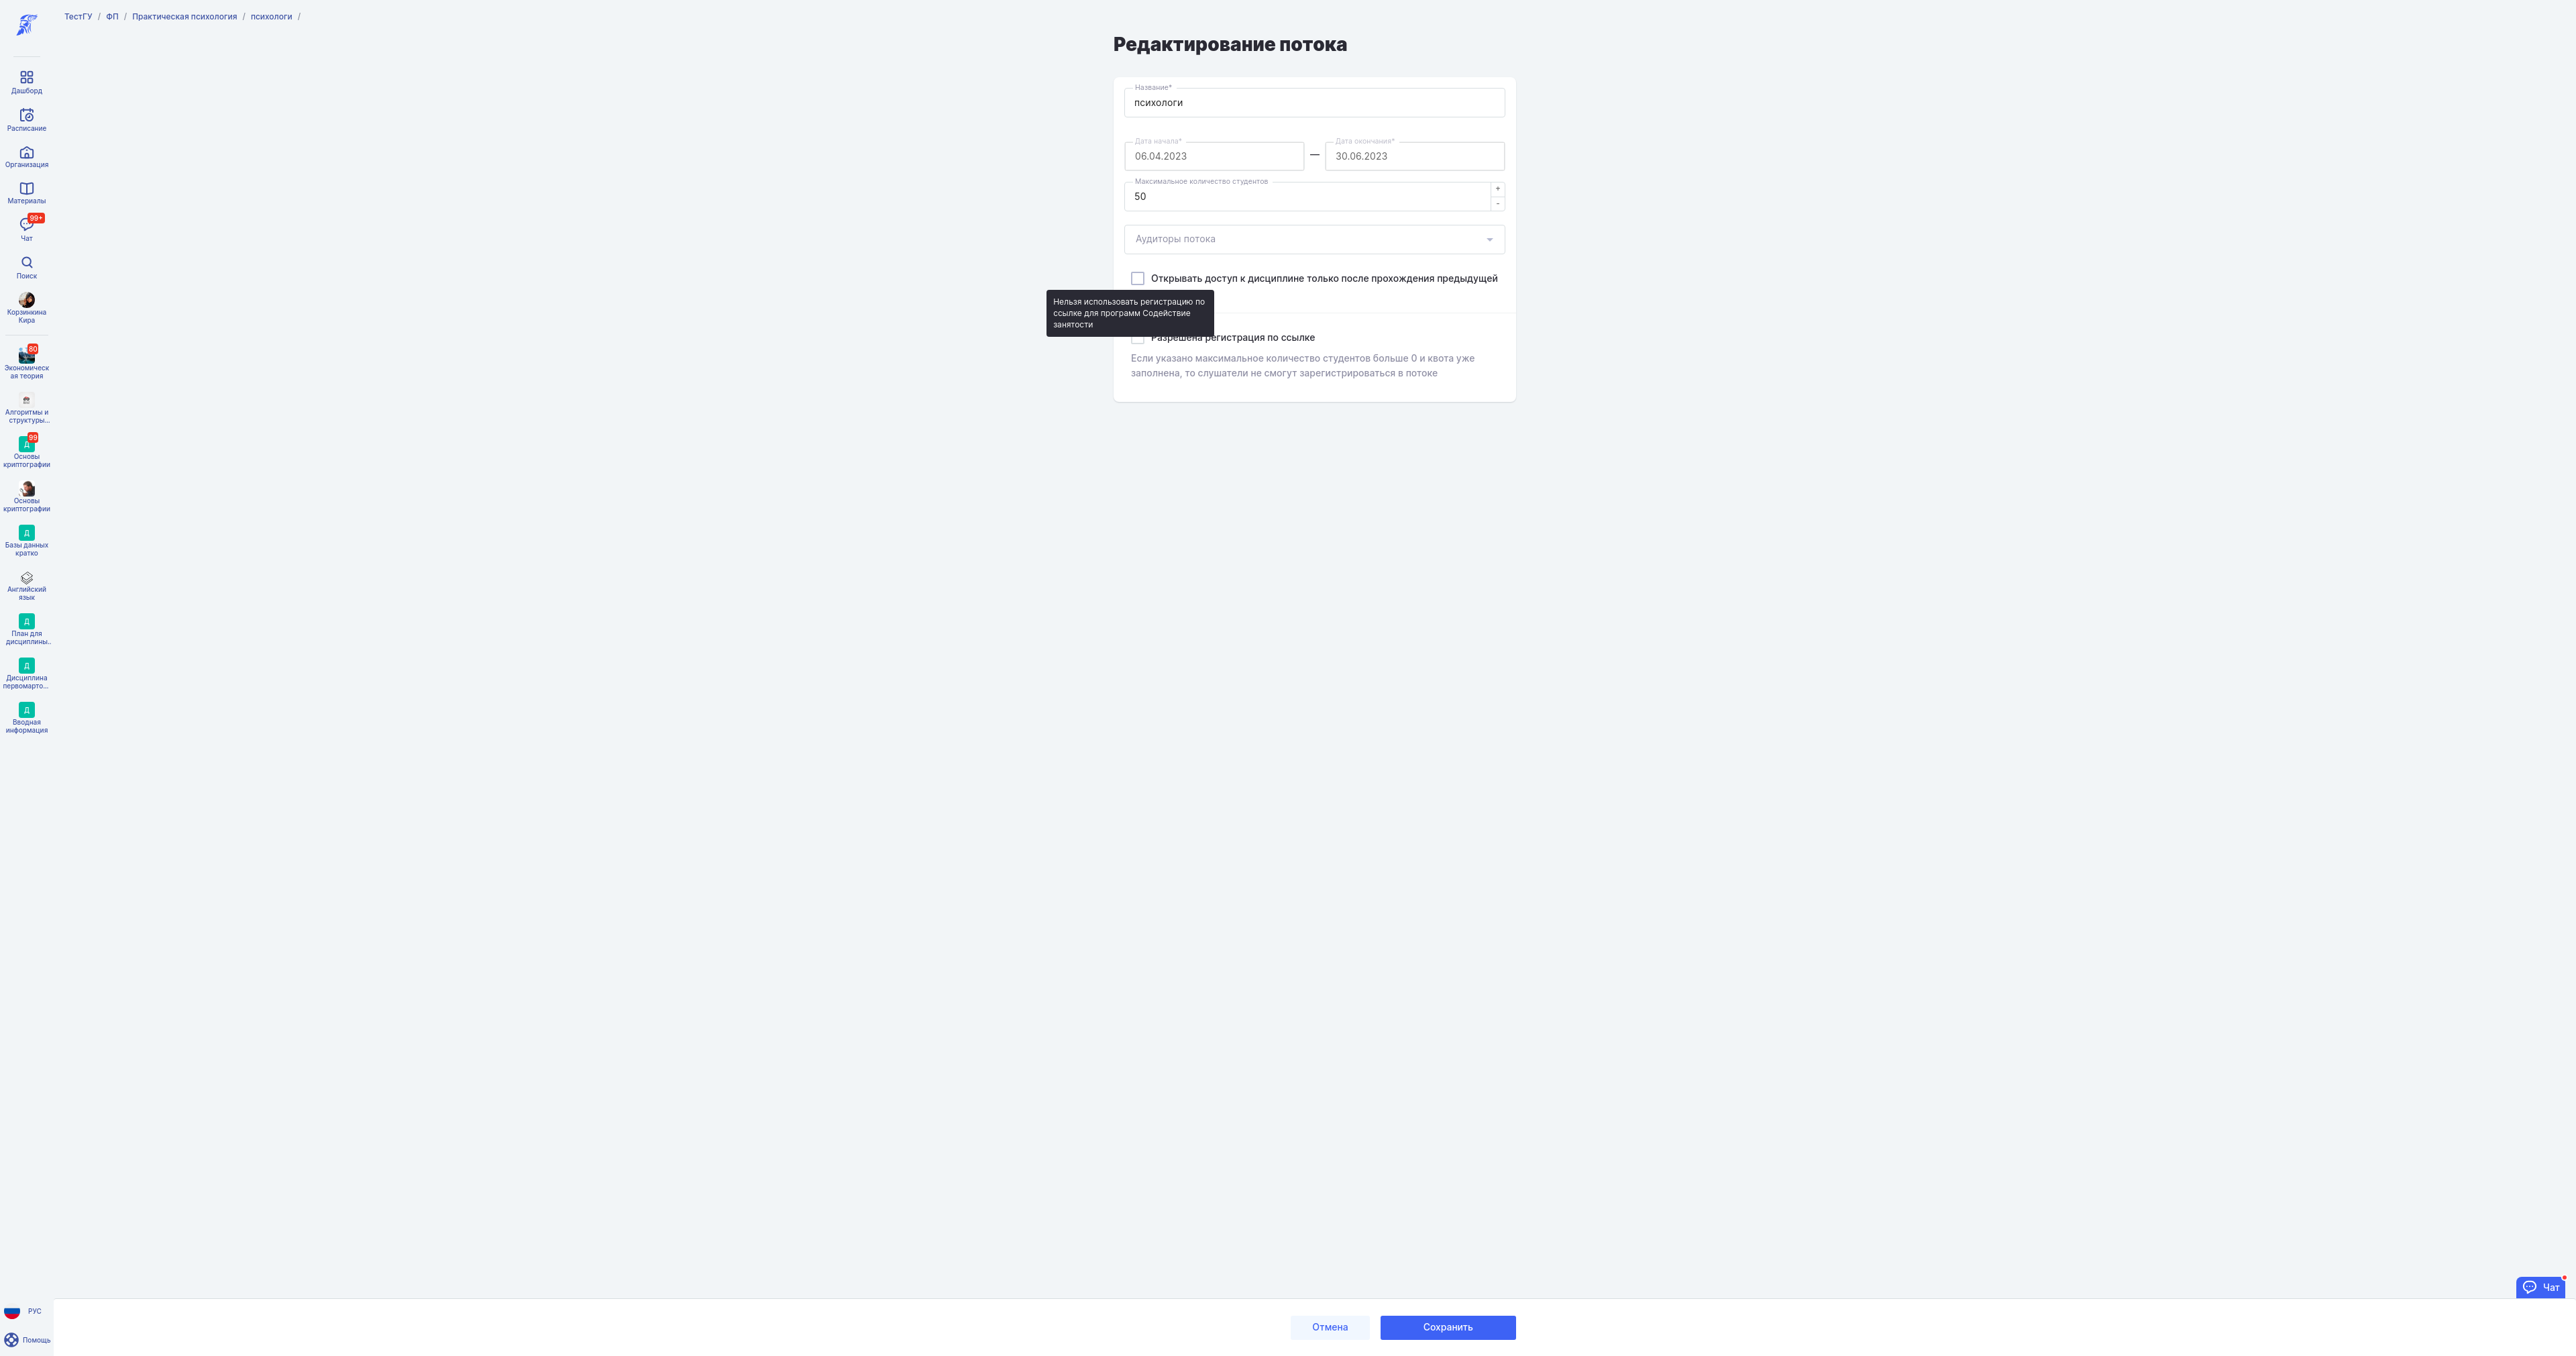 ТестГУ / ФП / Практическая психология / психологи /
Редактирование потока
Название*
психологи
Дата начала*
06.04.2023
—
Дата окончания*
30.06.2023
Максимальное количество студентов
50
+
-
Аудиторы потока
Открывать доступ к дисциплине только после прохождения предыдущей
Нельзя использовать регистрацию по
ссылке для программ Содействие
занятости
Разрешена регистрация по ссылке
Если указано максимальное количество студентов больше 0 и квота уже
заполнена, то слушатели не смогут зарегистрироваться в потоке
Дашборд
Расписание
Организация
Материалы
99+
Чат
Поиск
Корзинкина
Кира
80
Экономическ
ая теория
Алгоритмы и
структуры...
99
Д
Основы
криптографии
Основы
криптографии
Д
Базы данных
кратко
Английский
язык
Д
План для
дисциплины..
Д
Дисциплина
первомарто...
Д
Вводная
информация
РУС
Помощь
Отмена
Сохранить
Чат